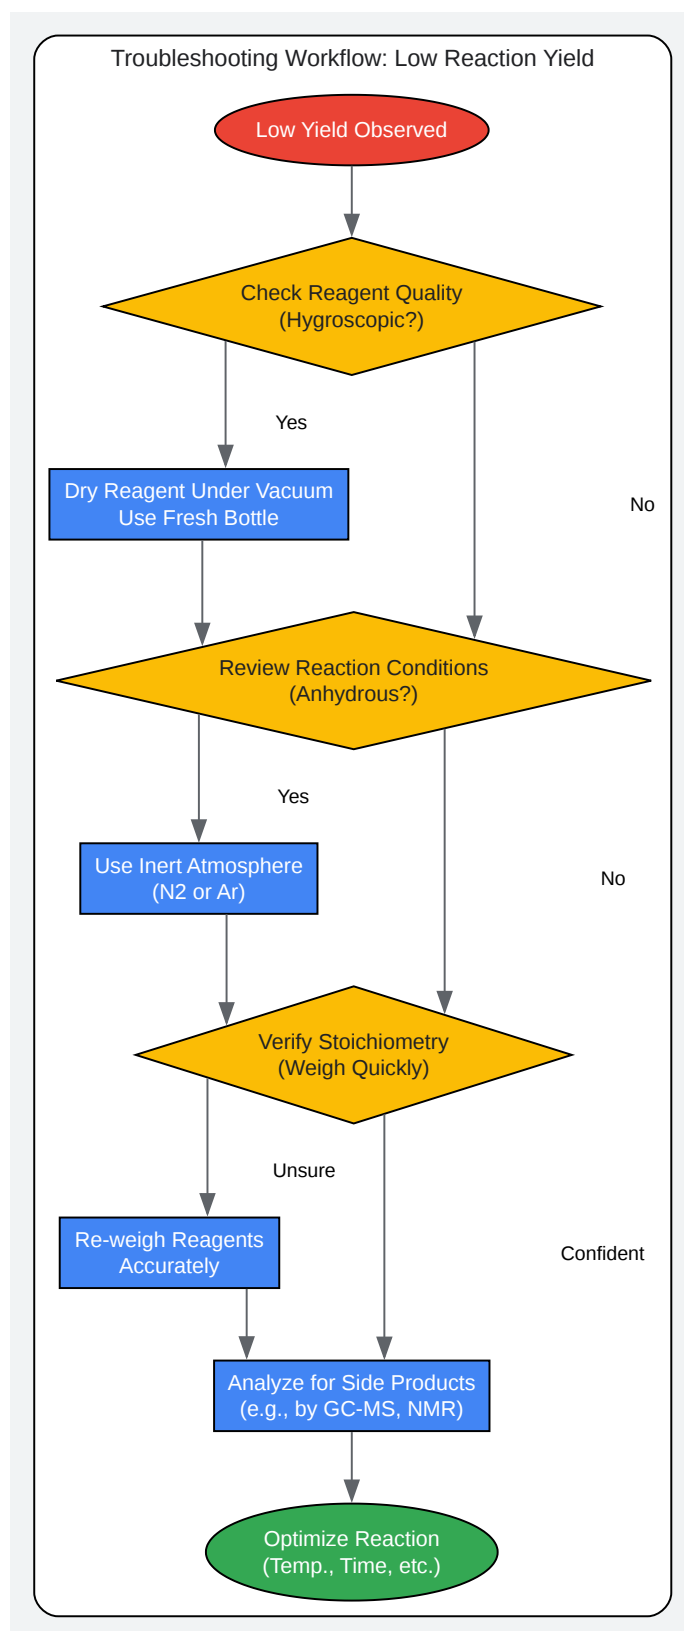 Troubleshooting Workflow: Low Reaction Yield
Low Yield Observed
Check Reagent Quality
(Hygroscopic?)
Yes
Dry Reagent Under Vacuum
Use Fresh Bottle
No
Review Reaction Conditions
(Anhydrous?)
Yes
Use Inert Atmosphere
(N2 or Ar)
No
Verify Stoichiometry
(Weigh Quickly)
Unsure
Re-weigh Reagents
Accurately
Confident
Analyze for Side Products
(e.g., by GC-MS, NMR)
Optimize Reaction
(Temp., Time, etc.)